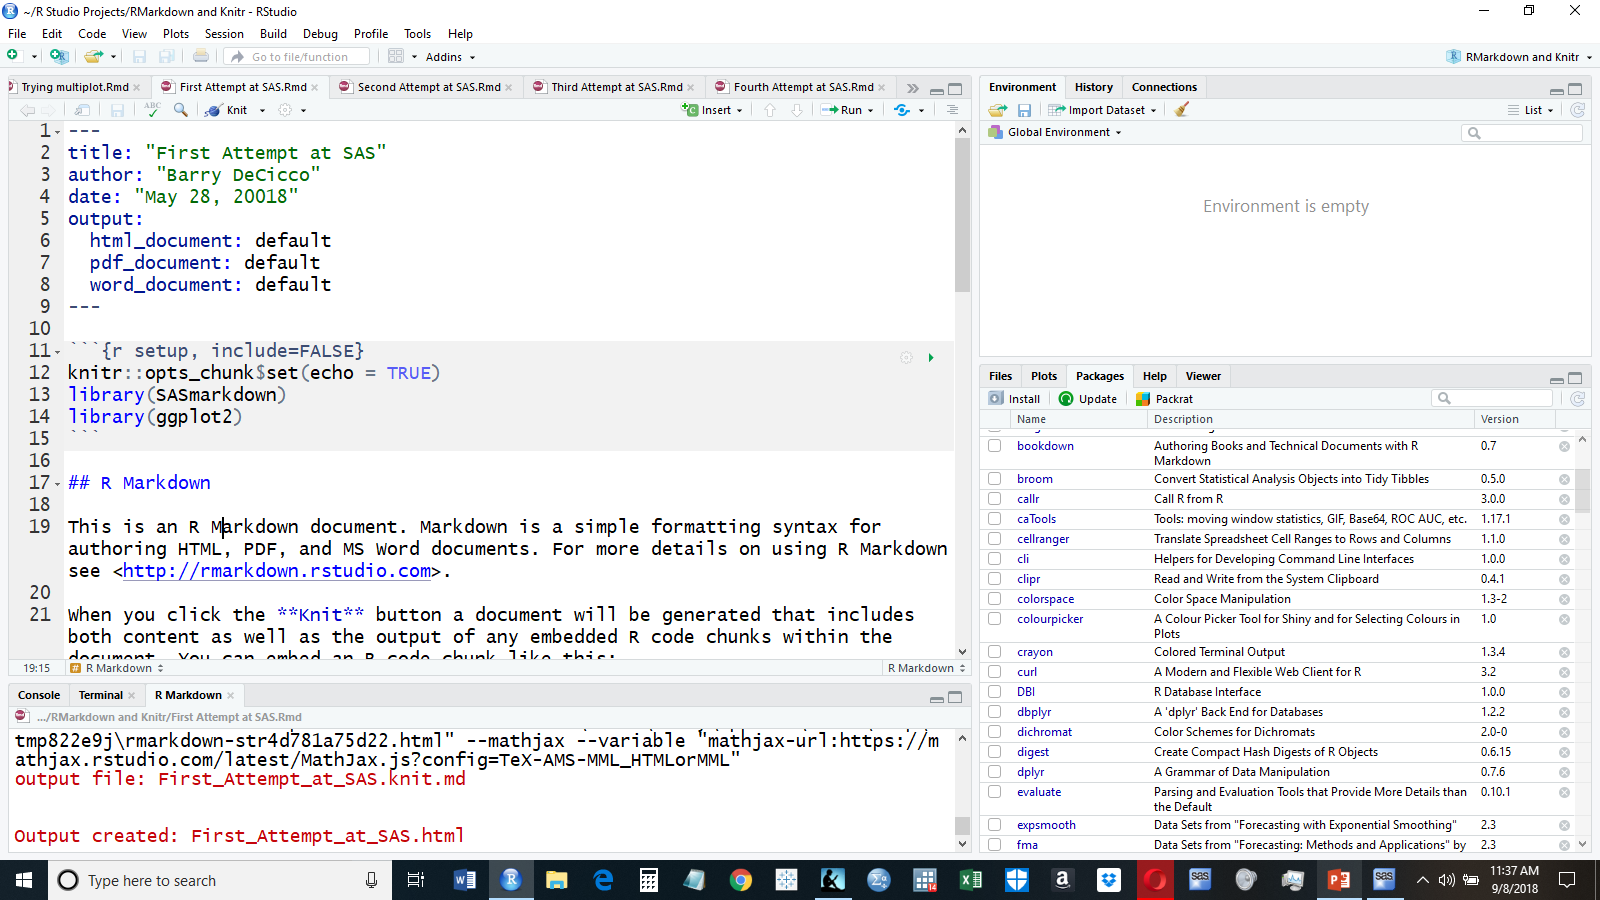 ~/R Studio Projects/RMarkdown and Knitr - RStudio
File Edit Code View Plots Session Build Debug Profile Tools Help
Go to file/function Addins RMarkdown and Knitr
Trying multiplot.Rmd First Attempt at SAS.Rmd Second Attempt at SAS.Rmd Third Attempt at SAS.Rmd Fourth Attempt at SAS.Rmd
ABC Knit Insert Run
1 ---
2 title: "First Attempt at SAS"
3 author: "Barry DeCicco"
4 date: "May 28, 20018"
5 output:
6 html_document: default
7 pdf_document: default
8 word_document: default
9 ---
10
11 ```{r setup, include=FALSE}
12 knitr::opts_chunk$set(echo = TRUE)
13 library(SASmarkdown)
14 library(ggplot2)
15 ```
16
17 ## R Markdown
18
19 This is an R Markdown document. Markdown is a simple formatting syntax for
authoring HTML, PDF, and MS Word documents. For more details on using R Markdown
see <http://rmarkdown.rstudio.com>.
20
21 When you click the **Knit** button a document will be generated that includes
both content as well as the output of any embedded R code chunks within the
document. You can embed an R code chunk like this:
19:15 R Markdown R Markdown
Console Terminal R Markdown
.../RMarkdown and Knitr/First Attempt at SAS.Rmd
tmp822e9j\rmarkdown-str4d781a75d22.html" --mathjax --variable "mathjax-url:https://m
athjax.rstudio.com/latest/MathJax.js?config=TeX-AMS-MML_HTMLorMML"
output file: First_Attempt_at_SAS.knit.md
Output created: First_Attempt_at_SAS.html
Environment History Connections
Import Dataset List
Global Environment
Environment is empty
Files Plots Packages Help Viewer
Install Update Packrat
Name Description Version
bookdown Authoring Books and Technical Documents with R 0.7
Markdown
broom Convert Statistical Analysis Objects into Tidy Tibbles 0.5.0
callr Call R from R 3.0.0
caTools Tools: moving window statistics, GIF, Base64, ROC AUC, etc. 1.17.1
cellranger Translate Spreadsheet Cell Ranges to Rows and Columns 1.1.0
cli Helpers for Developing Command Line Interfaces 1.0.0
clipr Read and Write from the System Clipboard 0.4.1
colorspace Color Space Manipulation 1.3-2
colourpicker A Colour Picker Tool for Shiny and for Selecting Colours in 1.0
Plots
crayon Colored Terminal Output 1.3.4
curl A Modern and Flexible Web Client for R 3.2
DBI R Database Interface 1.0.0
dbplyr A 'dplyr' Back End for Databases 1.2.2
dichromat Color Schemes for Dichromats 2.0-0
digest Create Compact Hash Digests of R Objects 0.6.15
dplyr A Grammar of Data Manipulation 0.7.6
evaluate Parsing and Evaluation Tools that Provide More Details than 0.10.1
the Default
expsmooth Data Sets from "Forecasting with Exponential Smoothing" 2.3
fma Data Sets from "Forecasting: Methods and Applications" by 2.3
Type here to search
11:37 AM
9/8/2018